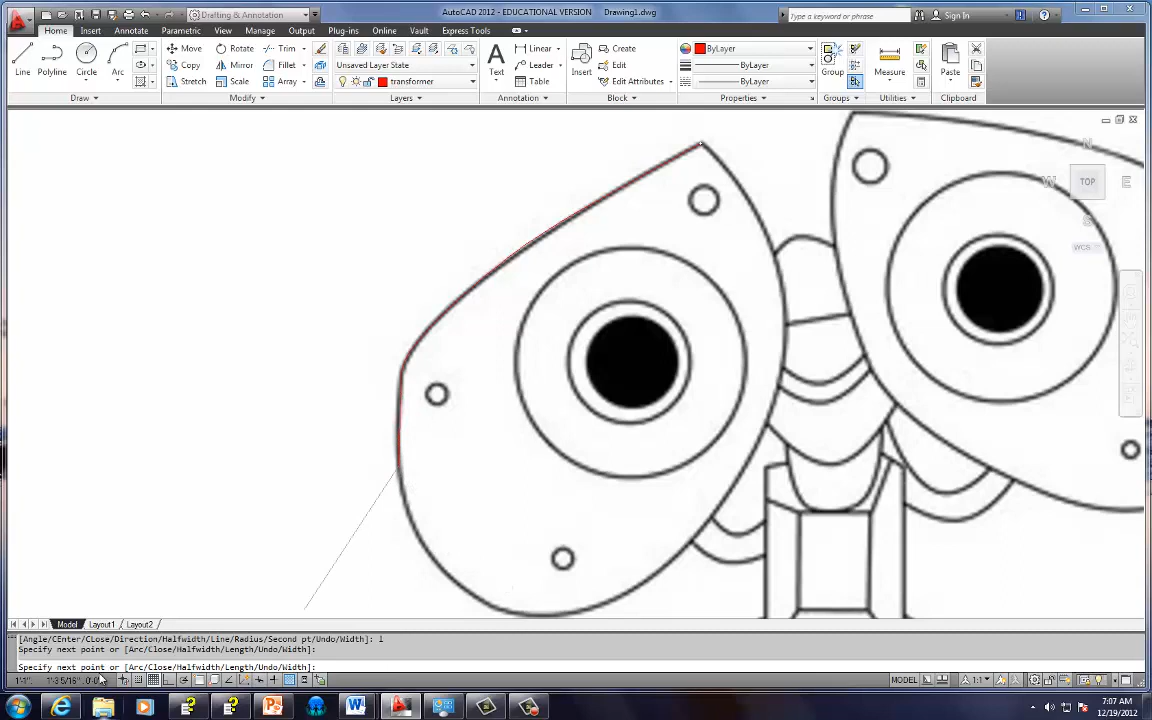 Drafting & Annotation
AutoCAD 2012 - EDUCATIONAL VERSION Drawing1.dwg
Type a keyword or phrase
Sign In
Home Insert Annotate Parametric View Manage Output Plug-ins Online Vault Express Tools
Line Polyline Circle Arc
Move Rotate Trim
Copy Mirror Fillet
Stretch Scale Array
Unsaved Layer State
transformer
Text
Linear
Leader
Table
Insert
Create
Edit
Edit Attributes
ByLayer
ByLayer
ByLayer
Group
Measure
Paste
Draw Modify Layers Annotation Block Properties Groups Utilities Clipboard
N
W TOP E
S
WCS
Model Layout1 Layout2
[Angle/CEnter/CLose/Direction/Halfwidth/Line/Radius/Second pt/Undo/Width]: l
Specify next point or [Arc/Close/Halfwidth/Length/Undo/Width]:
Specify next point or [Arc/Close/Halfwidth/Length/Undo/Width]:
MODEL 1:1
7:07 AM
12/19/2012